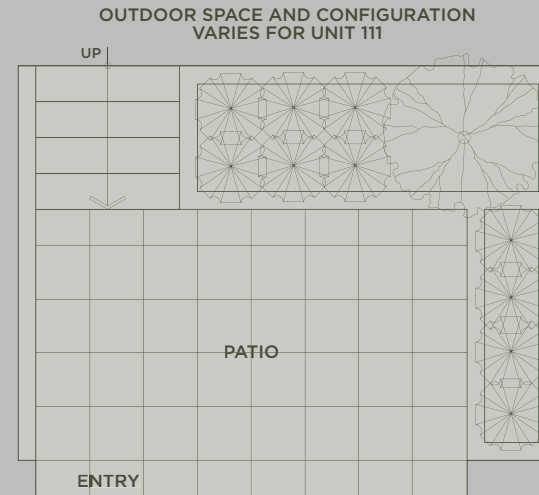 OUTDOOR SPACE AND CONFIGURATION
VARIES FOR UNIT 111
UP
PATIO
ENTRY